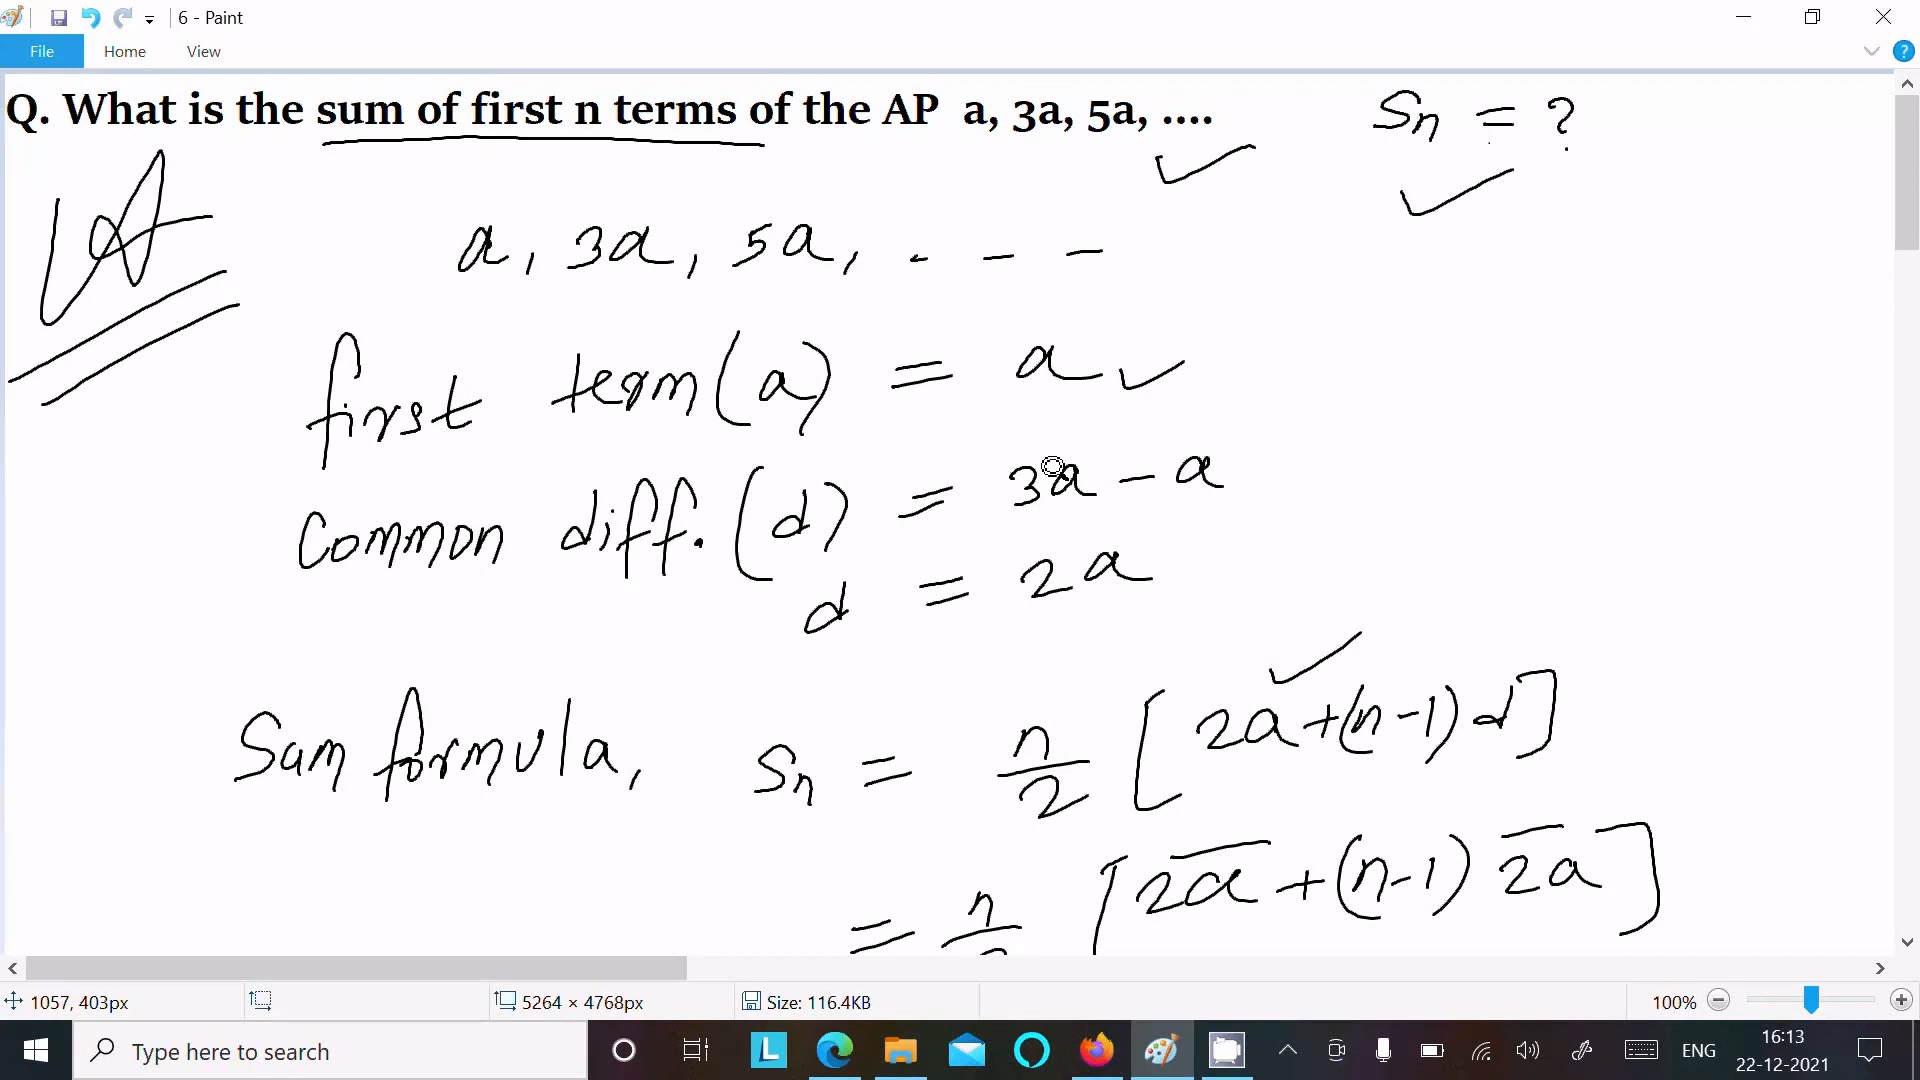 6 - Paint
File Home View
Q. What is the sum of first n terms of the AP a, 3a, 5a, ....
Sn = ?
a, 3a, 5a, . - -
first term (a) = a
Common diff. (d) = 3a - a
d = 2a
Sum formula, Sn = n/2 [2a+(n-1)d]
= n/ [2a+(n-1)2a]
1057, 403px
5264 × 4768px
Size: 116.4KB
100%
Type here to search
L
ENG
16:13
22-12-2021